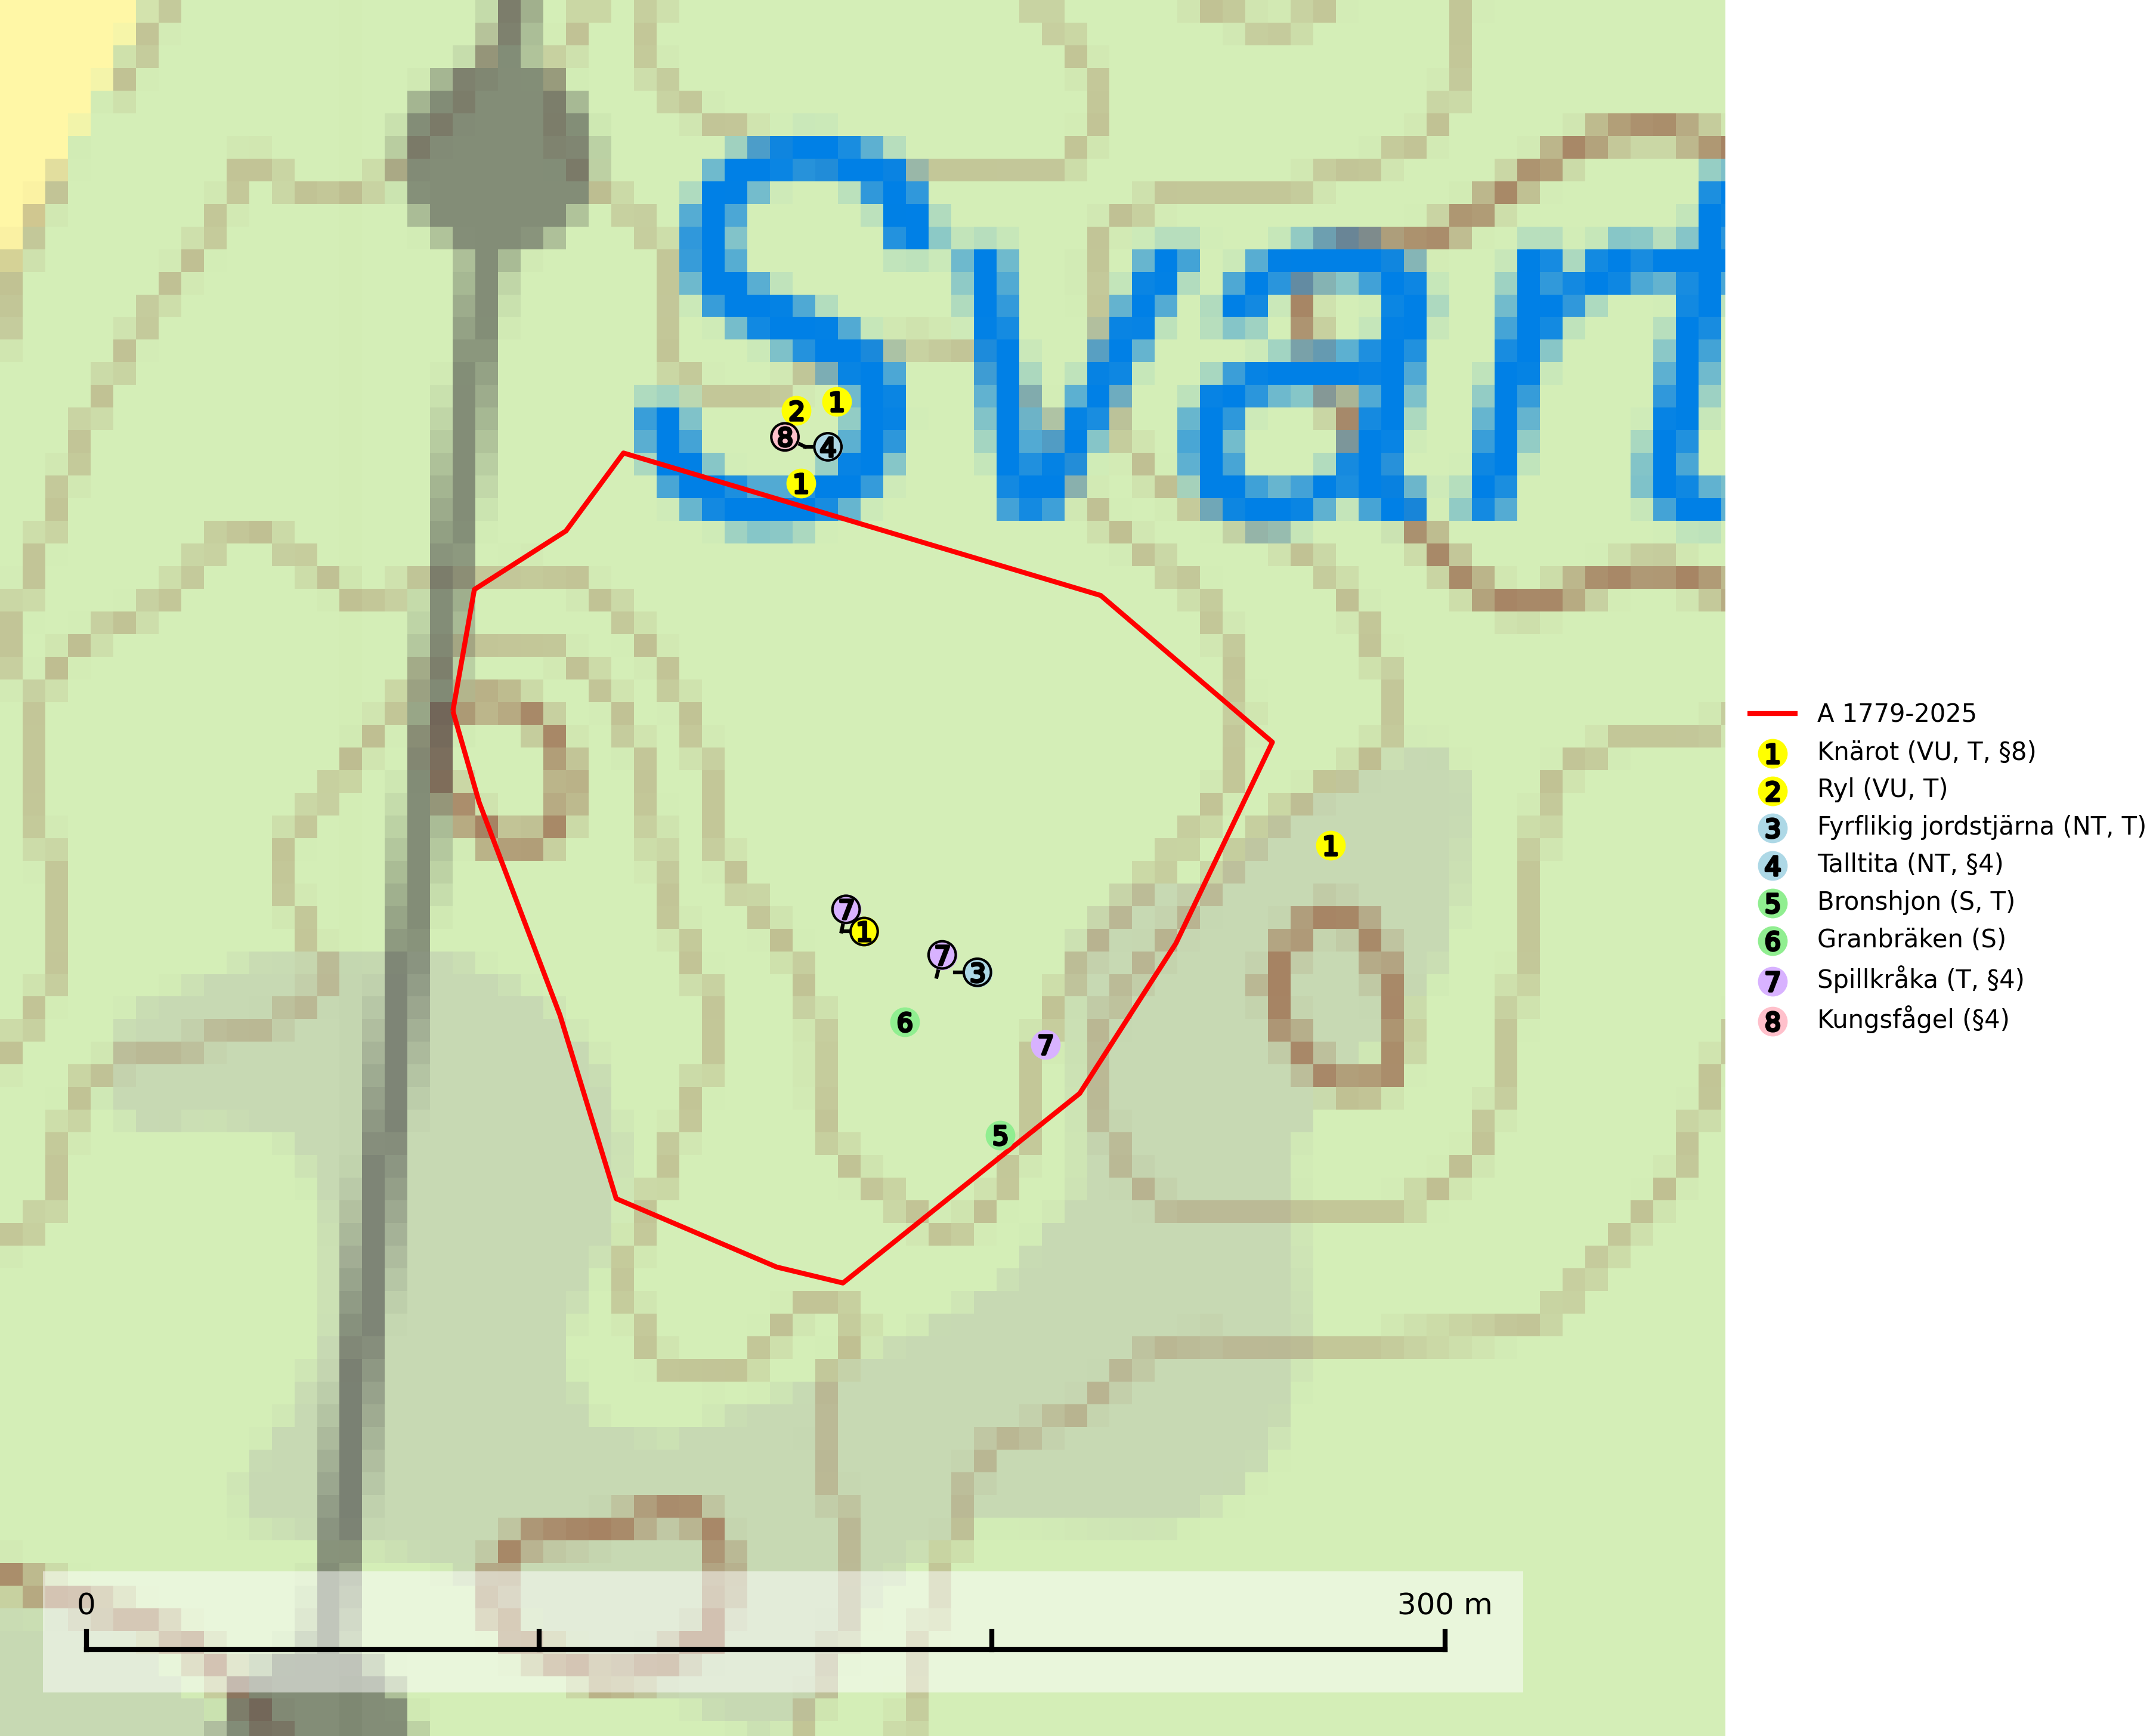 Svart
2
1
8
4
1
1
7
1
7
3
6
7
5
A 1779-2025
1 Knärot (VU, T, §8)
2 Ryl (VU, T)
3 Fyrflikig jordstjärna (NT, T)
4 Talltita (NT, §4)
5 Bronshjon (S, T)
6 Granbräken (S)
7 Spillkråka (T, §4)
8 Kungsfågel (§4)
0 300 m